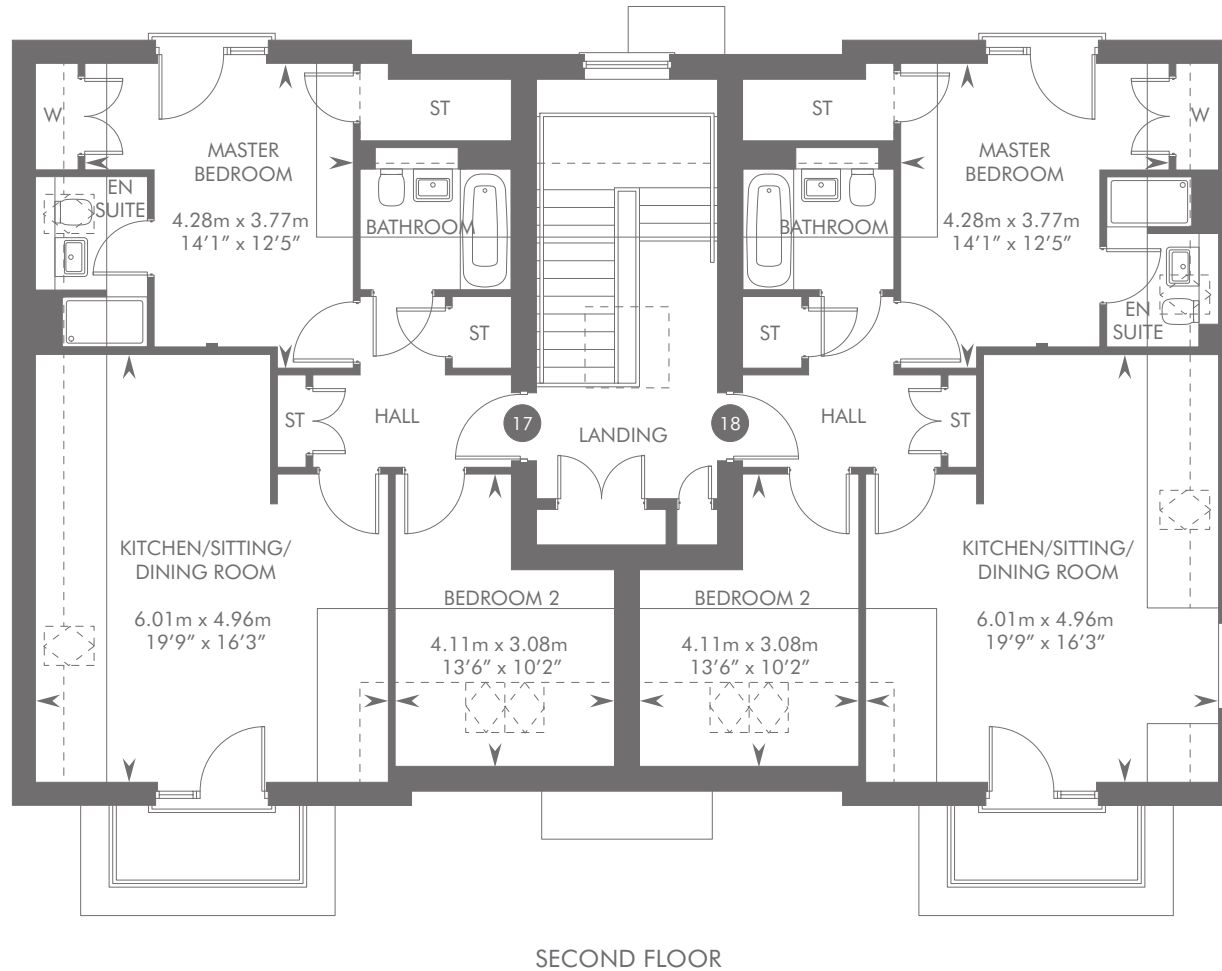 W
ST
ST
W
MASTER
BEDROOM
4.28m x 3.77m
14'1” x 12'5”
MASTER
BEDROOM
4.28m x 3.77m
14'1” x 12'5”
EN
SUITE
BATHROOM
BATHROOM
EN
SUITE
ST
ST
ST
HALL
17
LANDING
18
HALL
ST
KITCHEN/SITTING/
DINING ROOM
6.01m x 4.96m
19'9” x 16'3”
BEDROOM 2
4.11m x 3.08m
13'6” x 10'2”
BEDROOM 2
4.11m x 3.08m
13'6” x 10'2”
KITCHEN/SITTING/
DINING ROOM
6.01m x 4.96m
19'9” x 16'3”
SECOND FLOOR